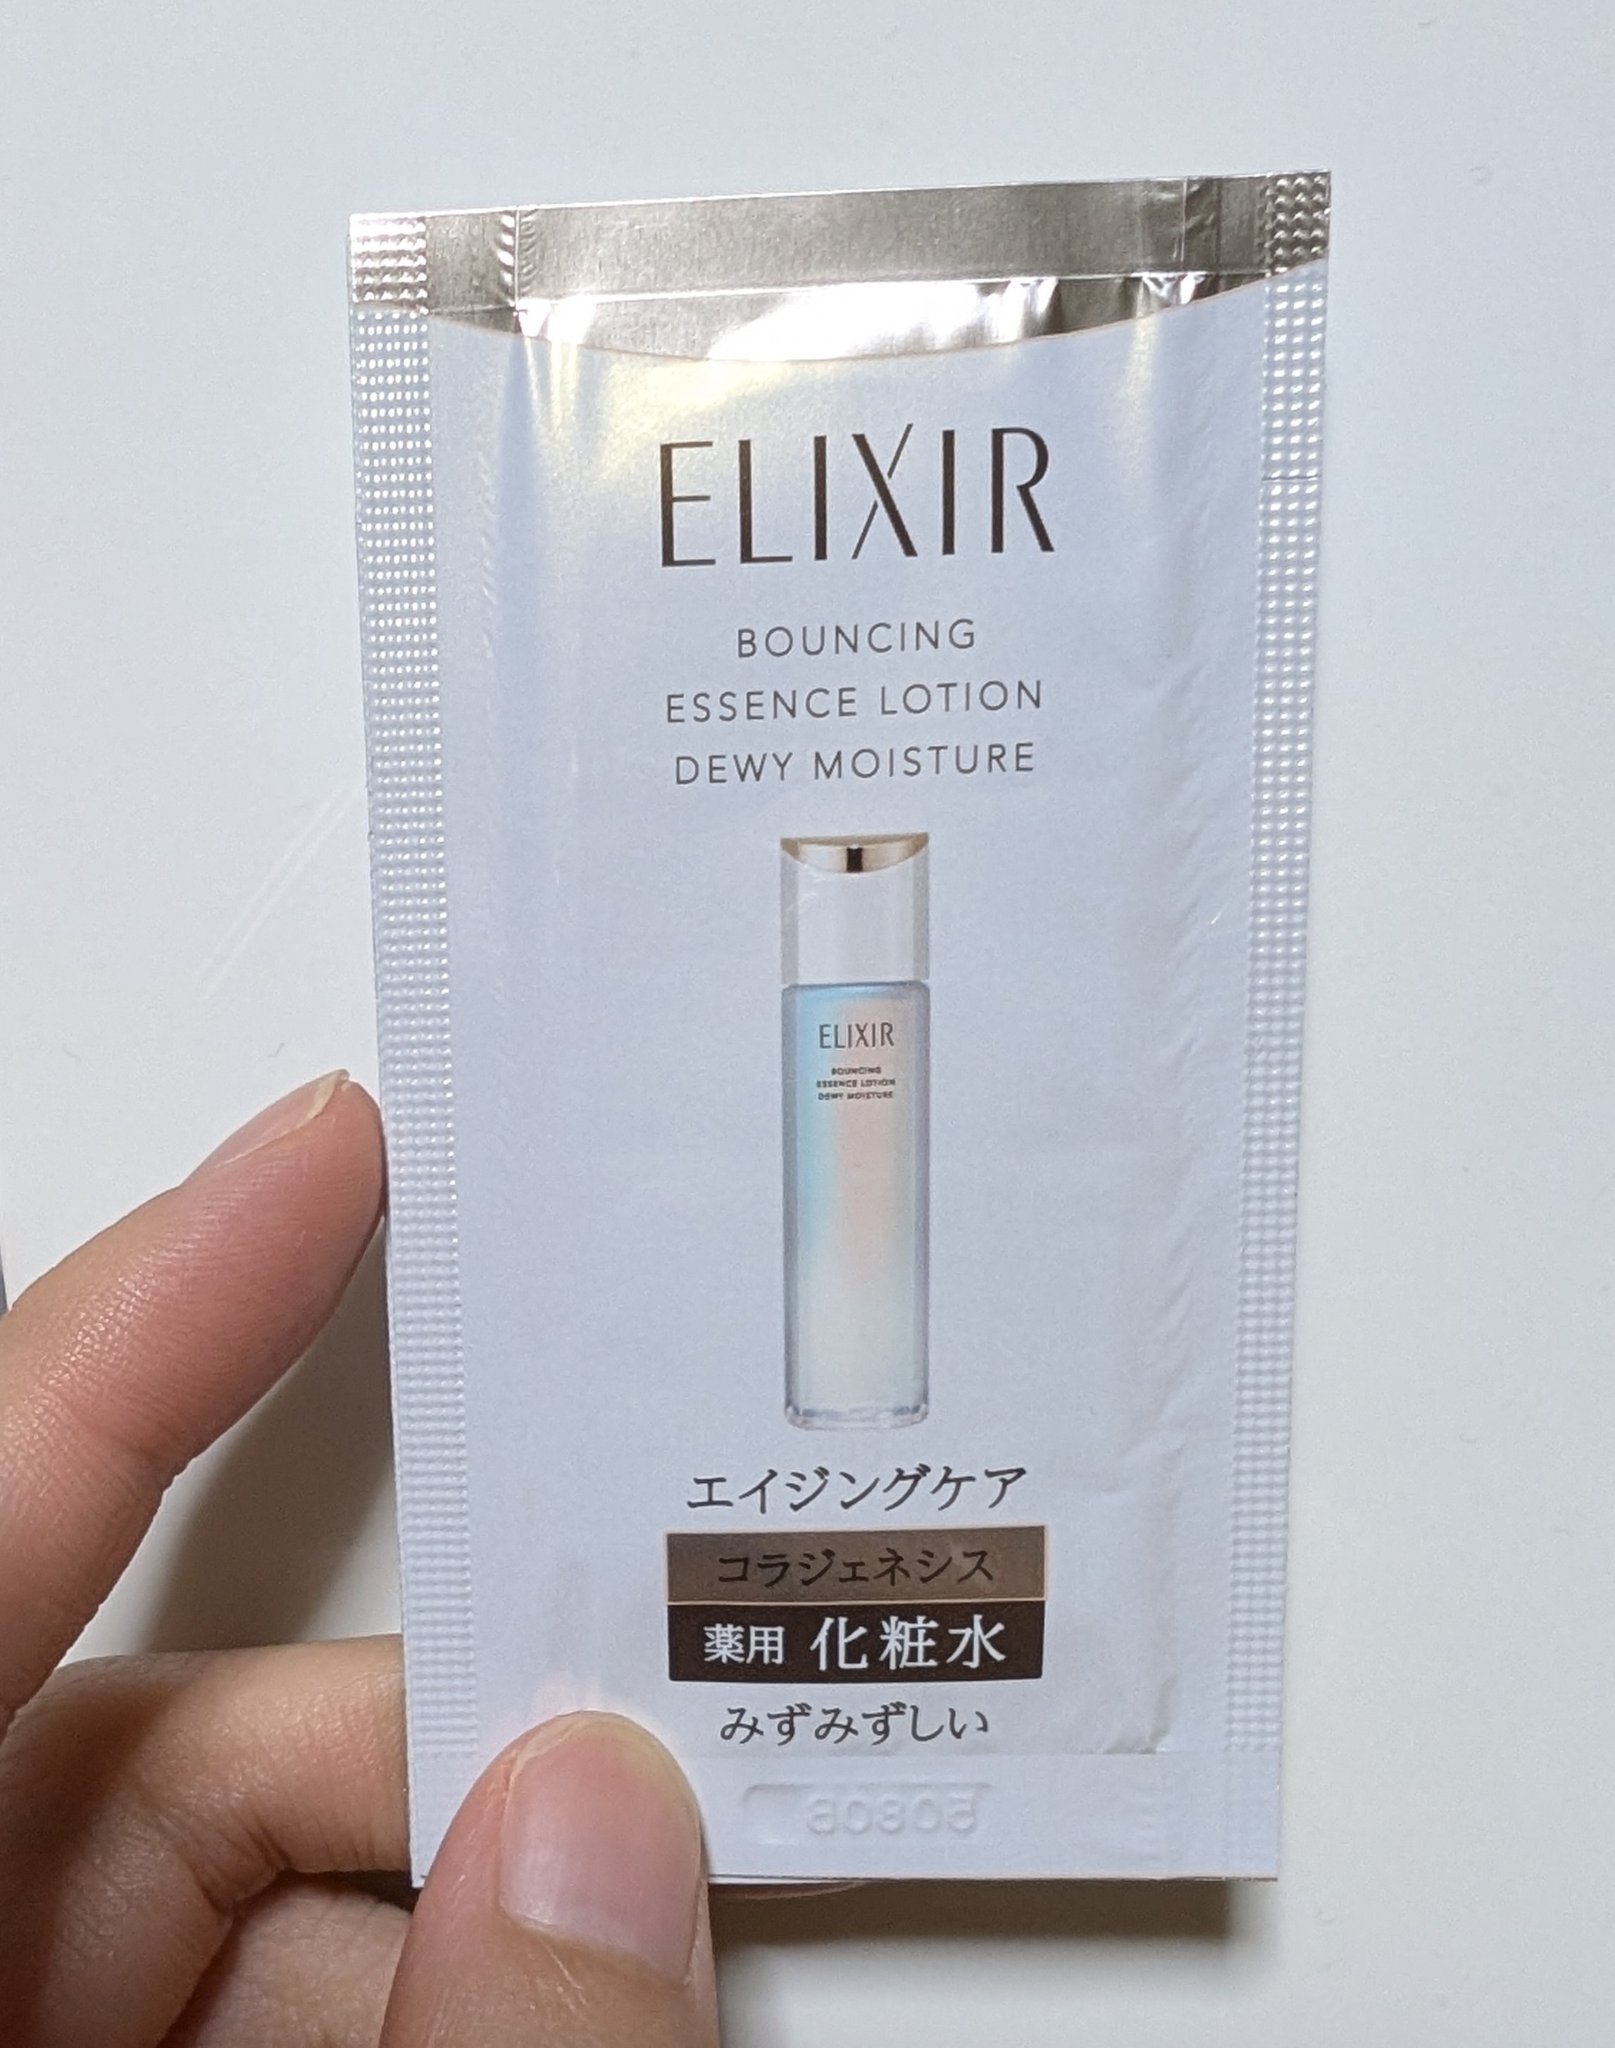 ELIXIR
BOUNCING
ESSENCE LOTION
DEWY MOISTURE
ELIXIR
BOUNCING
ESSENCE LOTION
DEWY MOISTURE
エイジングケア
コラジェネシス
薬用 化粧水
みずみずしい